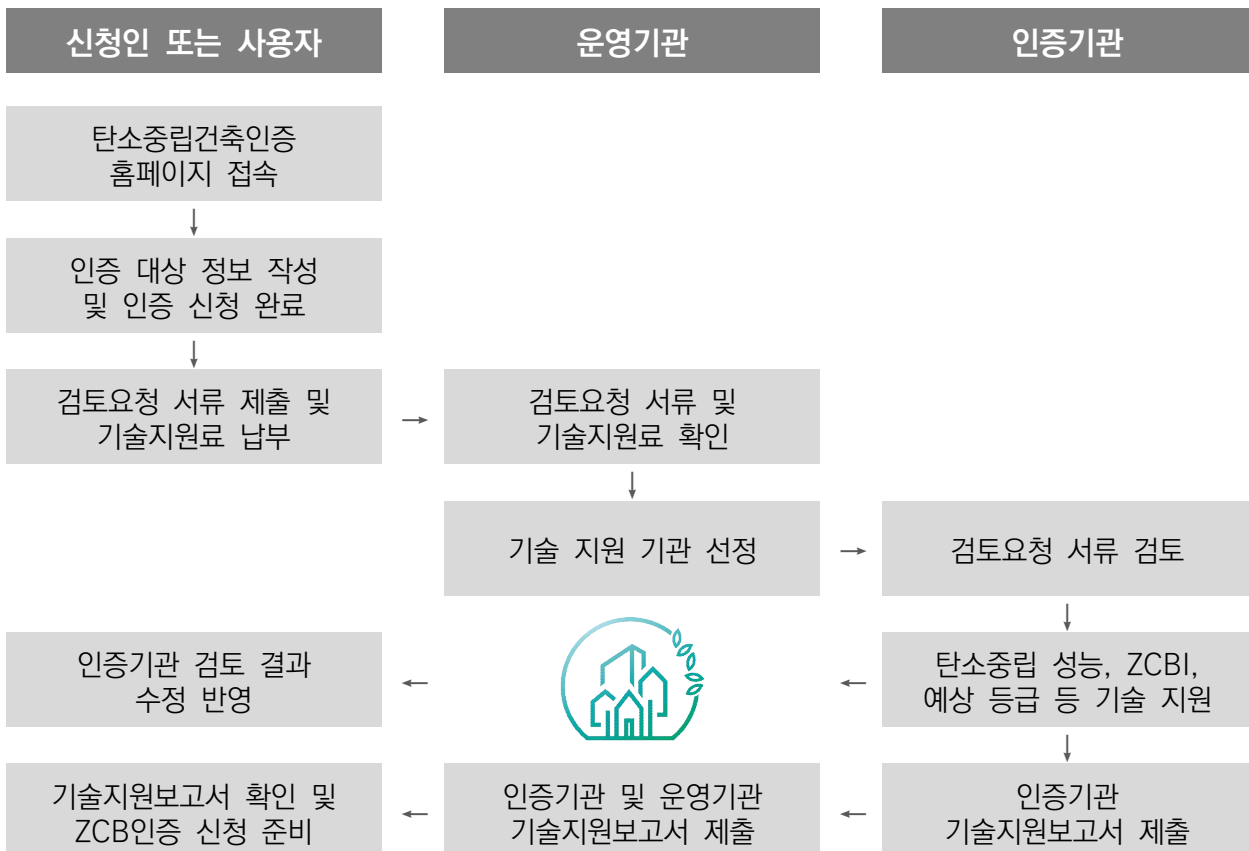 신청인 또는 사용자
운영기관
인증기관
탄소중립건축인증
홈페이지 접속
인증 대상 정보 작성
및 인증 신청 완료
검토요청 서류 제출 및
기술지원료 납부
검토요청 서류 및
기술지원료 확인
기술 지원 기관 선정
검토요청 서류 검토
인증기관 검토 결과
수정 반영
탄소중립 성능, ZCBI,
예상 등급 등 기술 지원
기술지원보고서 확인 및
ZCB인증 신청 준비
인증기관 및 운영기관
기술지원보고서 제출
인증기관
기술지원보고서 제출